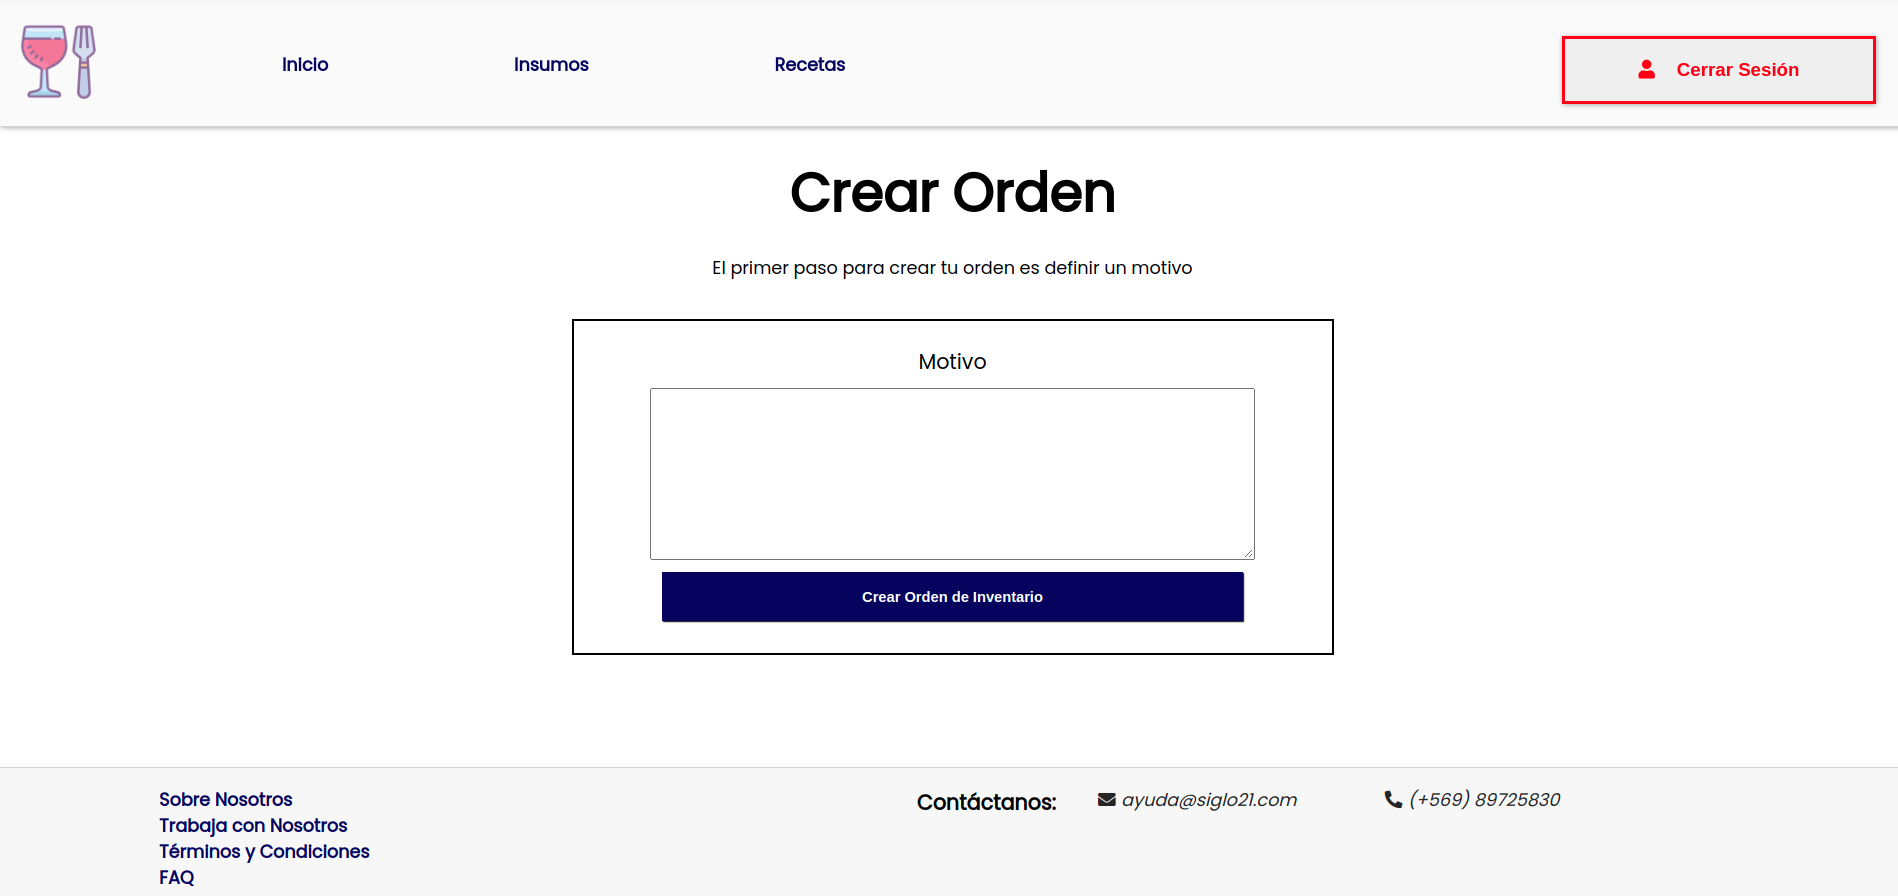 Inicio
Insumos
Recetas
Cerrar Sesión
Crear Orden
El primer paso para crear tu orden es definir un motivo
Motivo
Crear Orden de Inventario
Sobre Nosotros
Trabaja con Nosotros
Términos y Condiciones
FAQ
Contáctanos:
ayuda@siglo21.com
(+569) 89725830